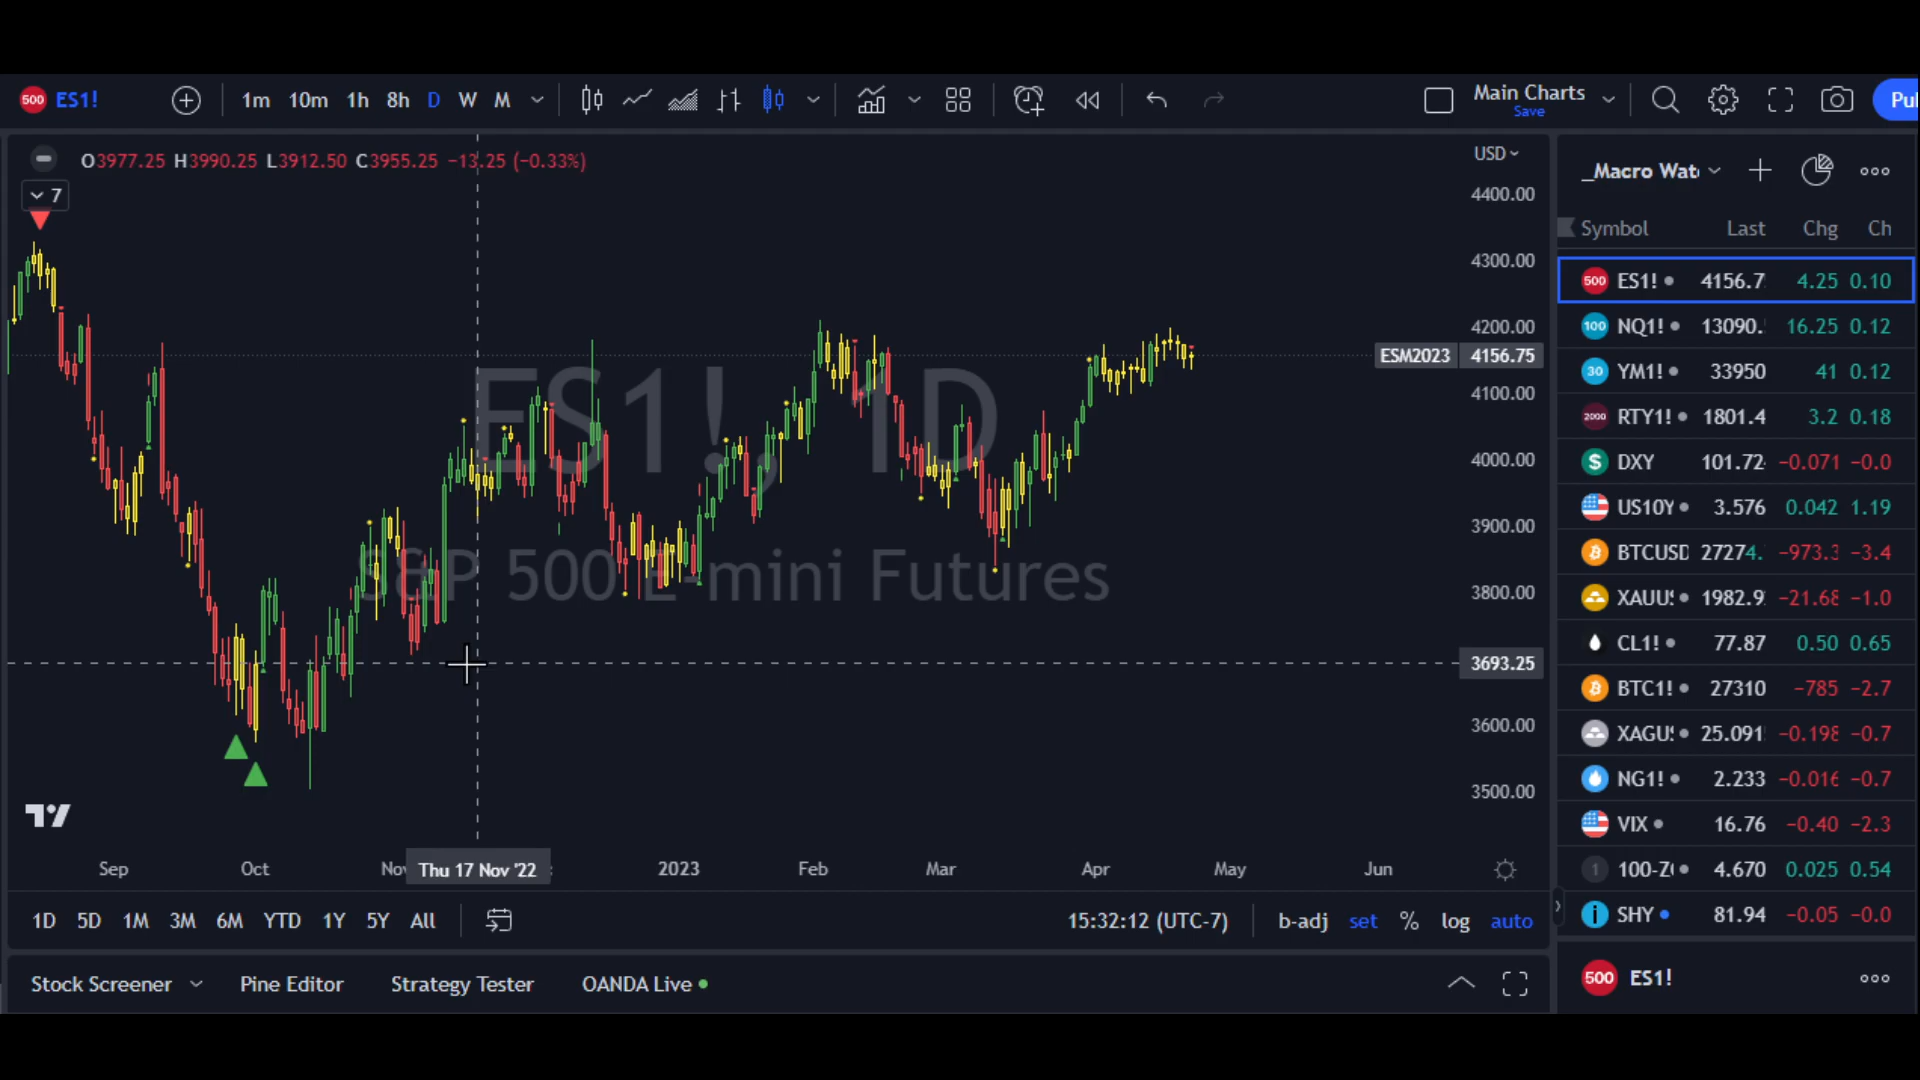 500 ES1! 1m 10m 1h 8h D W M Main Charts Pul
Save
O3977.25 H3990.25 L3912.50 C3955.25 −13.25 (−0.33%)
7
USD
4400.00
4300.00
4200.00
ESM2023 4156.75
4100.00
4000.00
3900.00
3800.00
3693.25
3600.00
3500.00
ES1!, 1D
S&P 500 E-mini Futures
Sep Oct Nov Thu 17 Nov '22 2023 Feb Mar Apr May Jun
1D 5D 1M 3M 6M YTD 1Y 5Y All 15:32:12 (UTC-7) b-adj set % log auto
Stock Screener Pine Editor Strategy Tester OANDA Live
_Macro Wat
Symbol Last Chg Ch
500 ES1! 4156.7 4.25 0.10
100 NQ1! 13090. 16.25 0.12
30 YM1! 33950 41 0.12
2000 RTY1! 1801.4 3.2 0.18
$ DXY 101.72 −0.071 −0.0
US10Y 3.576 0.042 1.19
BTCUSD 27274. −973.3 −3.4
XAUU 1982.9 −21.68 −1.0
CL1! 77.87 0.50 0.65
BTC1! 27310 −785 −2.7
XAGU 25.091 −0.198 −0.7
NG1! 2.233 −0.016 −0.7
VIX 16.76 −0.40 −2.3
1 100-Z 4.670 0.025 0.54
i SHY 81.94 −0.05 −0.0
500 ES1!